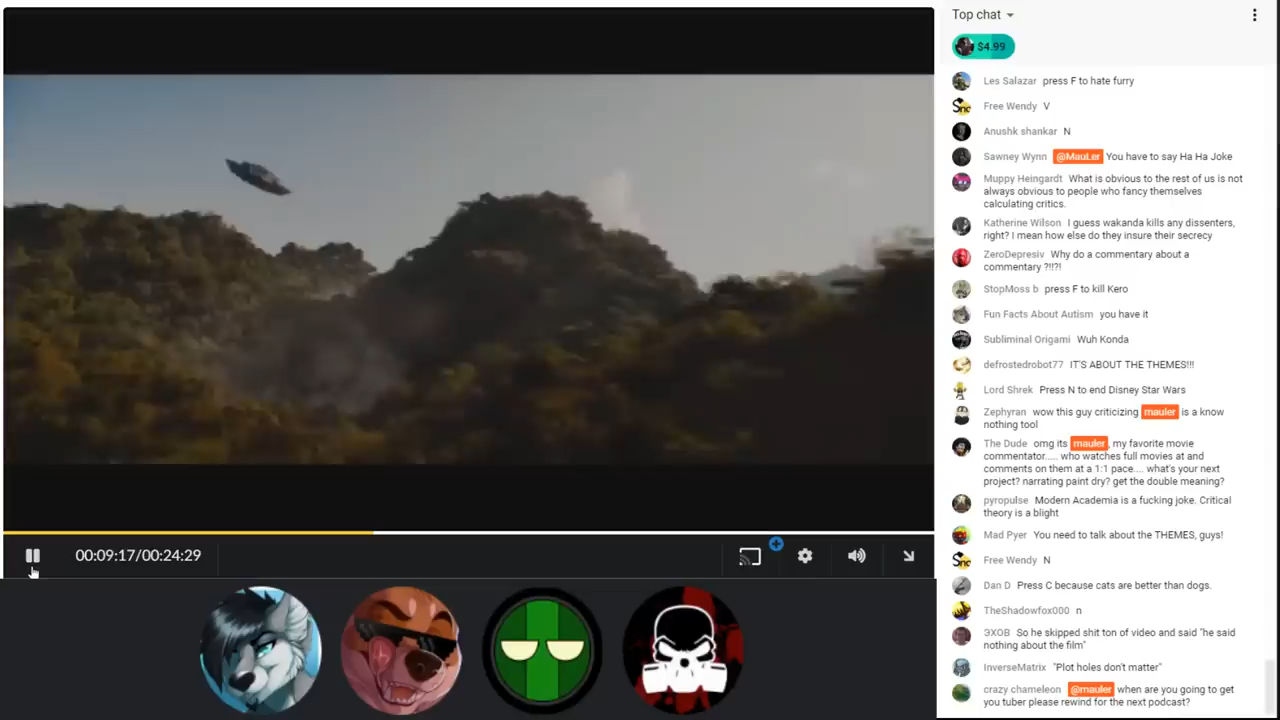 Top chat
$4.99
Les Salazar press F to hate furry
Free Wendy V
Anushk shankar N
Sawney Wynn @MauLer You have to say Ha Ha Joke
Muppy Heingardt What is obvious to the rest of us is not
always obvious to people who fancy themselves
calculating critics.
Katherine Wilson I guess wakanda kills any dissenters,
right? I mean how else do they insure their secrecy
ZeroDepresiv Why do a commentary about a
commentary ?!!?!
StopMoss b press F to kill Kero
Fun Facts About Autism you have it
Subliminal Origami Wuh Konda
defrostedrobot77 IT'S ABOUT THE THEMES!!!
Lord Shrek Press N to end Disney Star Wars
Zephyran wow this guy criticizing mauler is a know
nothing tool
The Dude omg its mauler, my favorite movie
commentator..... who watches full movies at and
comments on them at a 1:1 pace.... what's your next
project? narrating paint dry? get the double meaning?
pyropulse Modern Academia is a fucking joke. Critical
theory is a blight
Mad Pyer You need to talk about the THEMES, guys!
Free Wendy N
Dan D Press C because cats are better than dogs.
TheShadowfox000 n
ЭХОВ So he skipped shit ton of video and said "he said
nothing about the film"
InverseMatrix "Plot holes don't matter"
crazy chameleon @mauler when are you going to get
you tuber please rewind for the next podcast?
00:09:17/00:24:29